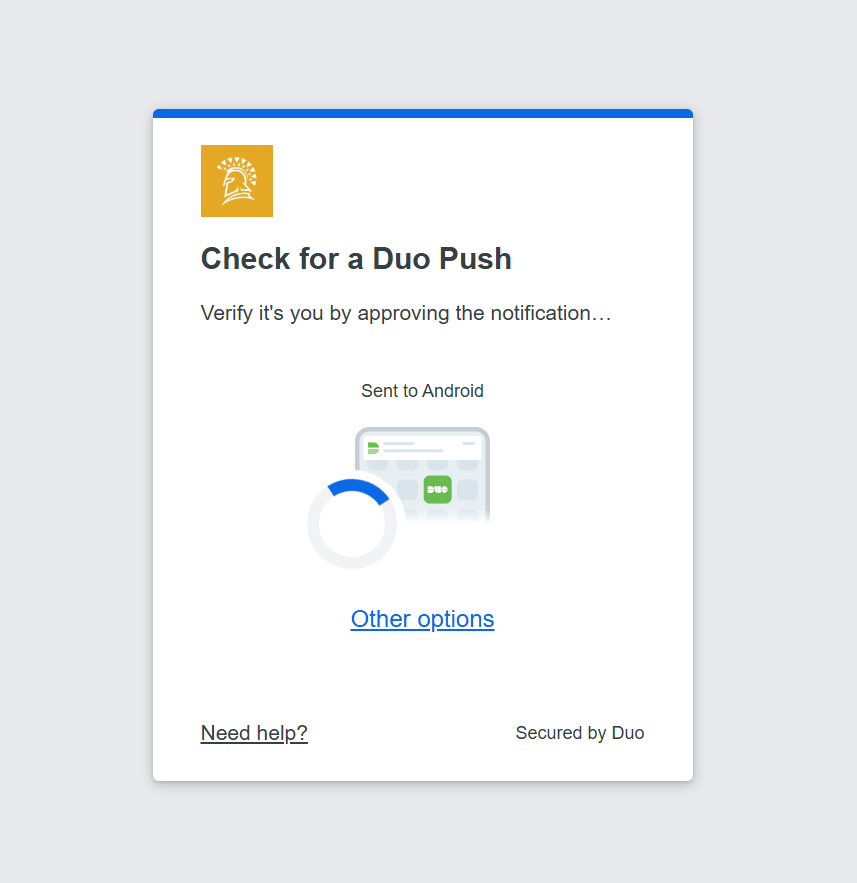 Check for a Duo Push
Verify it's you by approving the notification…
Sent to Android
DUO
Other options
Need help?
Secured by Duo